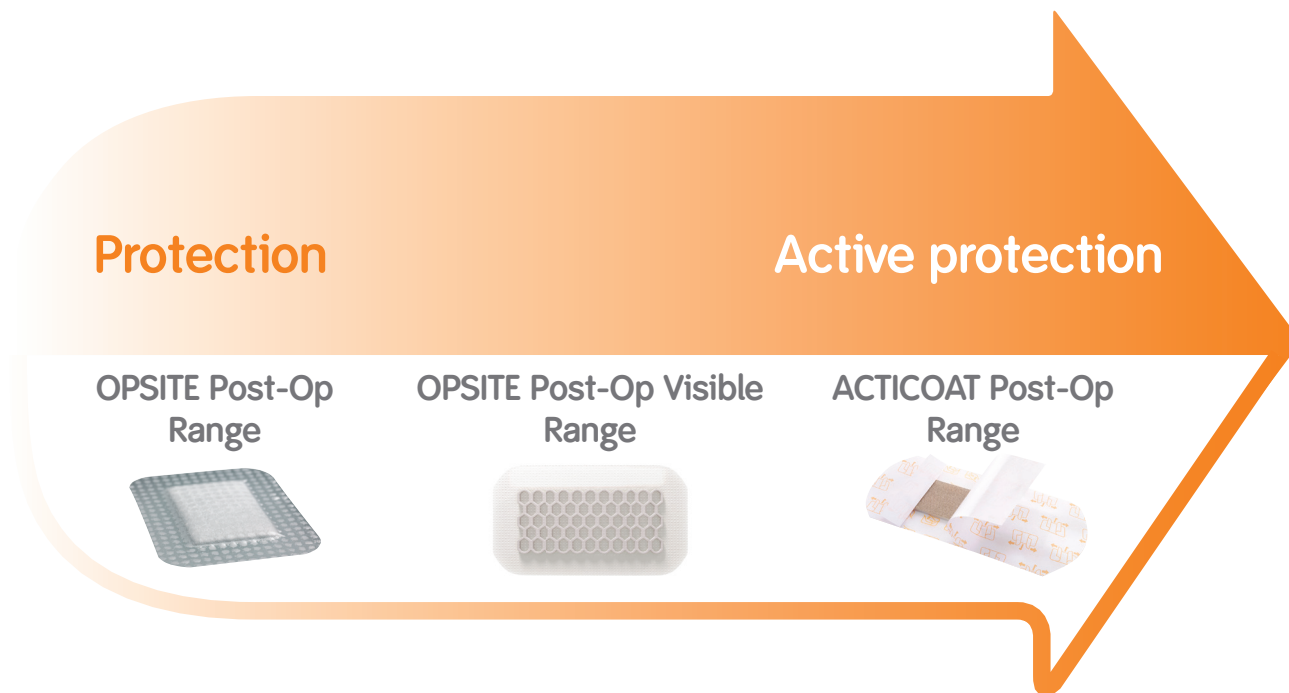 Protection
Active protection
OPSITE Post-Op
Range
OPSITE Post-Op Visible
Range
ACTICOAT Post-Op
Range